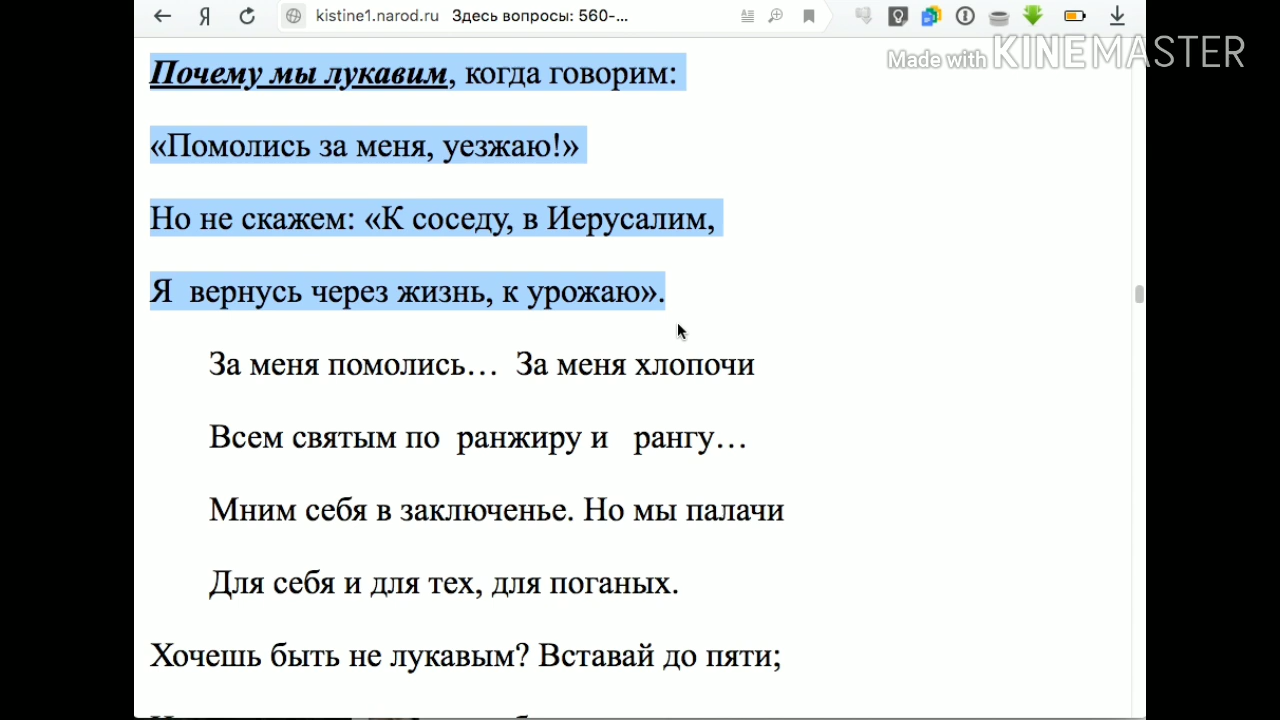 kistine1.narod.ru Здесь вопросы: 560-...
Made with KINEMASTER
Почему мы лукавим, когда говорим:
«Помолись за меня, уезжаю!»
Но не скажем: «К соседу, в Иерусалим,
Я  вернусь через жизнь, к урожаю».
За меня помолись…  За меня хлопочи
Всем святым по  ранжиру и   рангу…
Мним себя в заключенье. Но мы палачи
Для себя и для тех, для поганых.
Хочешь быть не лукавым? Вставай до пяти;